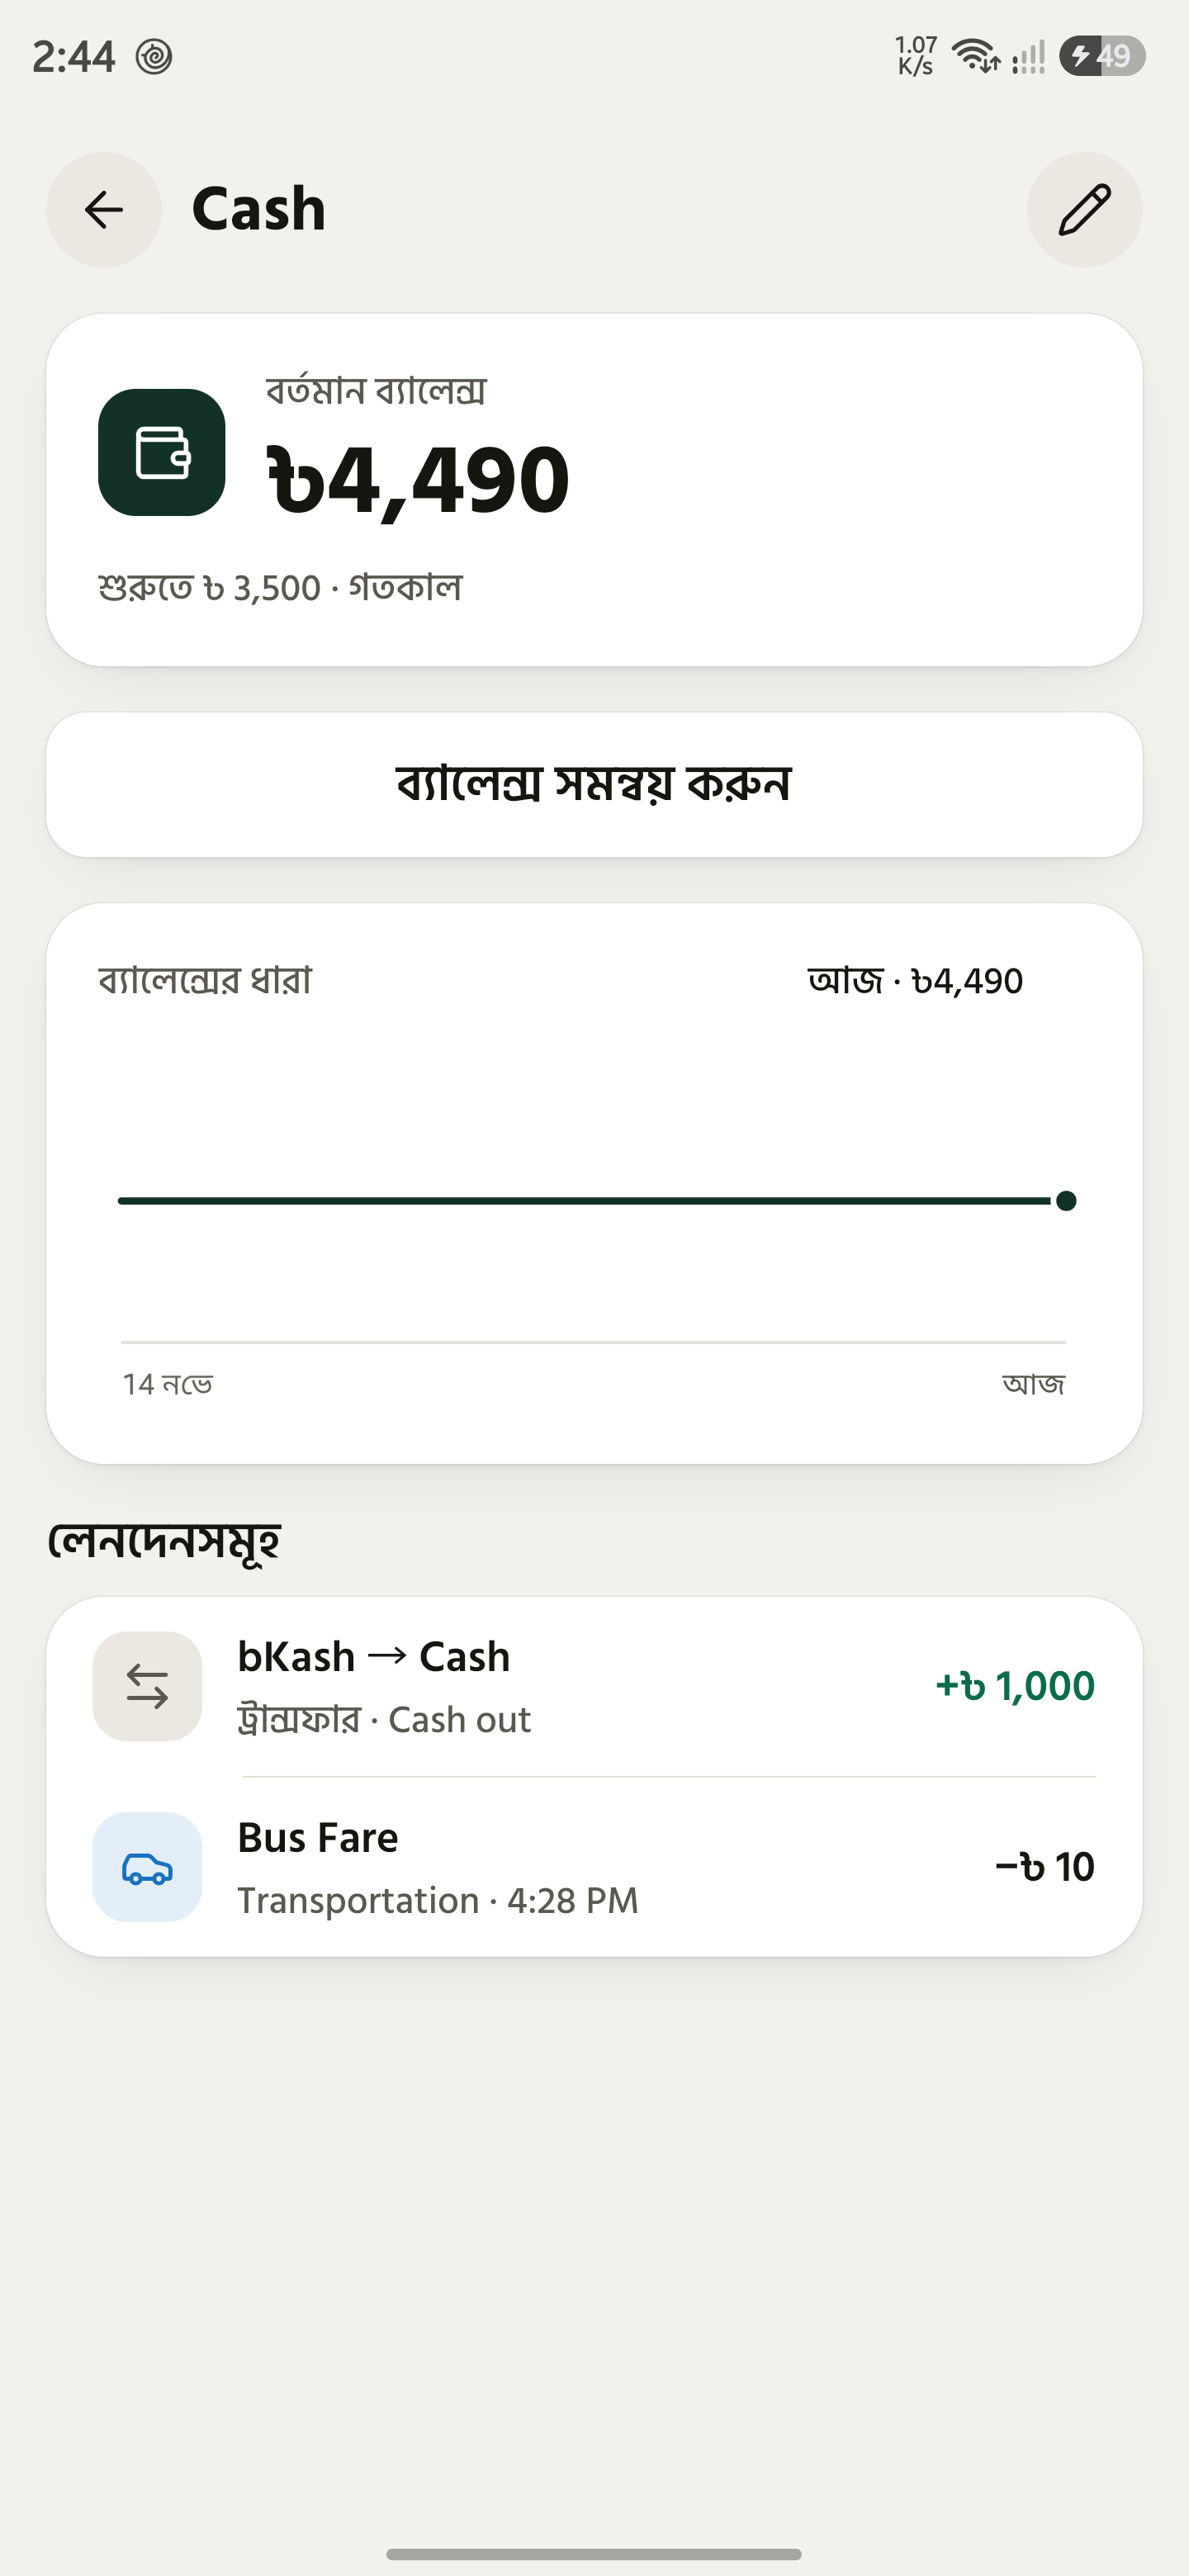 2:44
1.07
K/s
49
Cash
বর্তমান ব্যালেন্স
৳4,490
শুরুতে ৳ 3,500 · গতকাল
ব্যালেন্স সমন্বয় করুন
ব্যালেন্সের ধারা
আজ · ৳4,490
14 নভে
আজ
লেনদেনসমূহ
bKash → Cash
ট্রান্সফার · Cash out
+৳ 1,000
Bus Fare
Transportation · 4:28 PM
−৳ 10